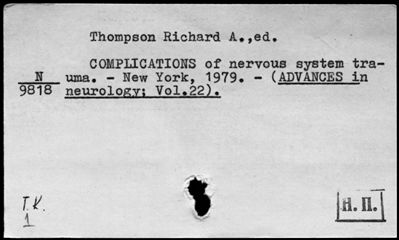 Thompson Richard A.,ed.
COMPLICATIONS of nervous system tra-
N uma. - New York, 1979. - (ADVANCES in
9818 neurology; Vol.22).
Т.К.
1
Н. П.